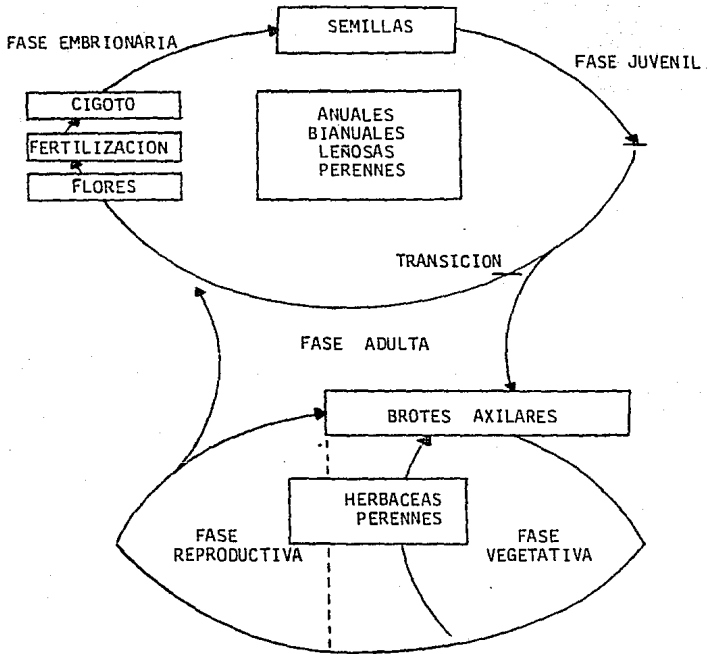 SEMILLAS
FASE EMBRIONARIA
FASE JUVENIL
CIGOTO
FERTILIZACION
FLORES
ANUALES
BIANUALES
LEÑOSAS
PERENNES
TRANSICION
FASE ADULTA
BROTES AXILARES
HERBACEAS
PERENNES
FASE
REPRODUCTIVA
FASE
VEGETATIVA